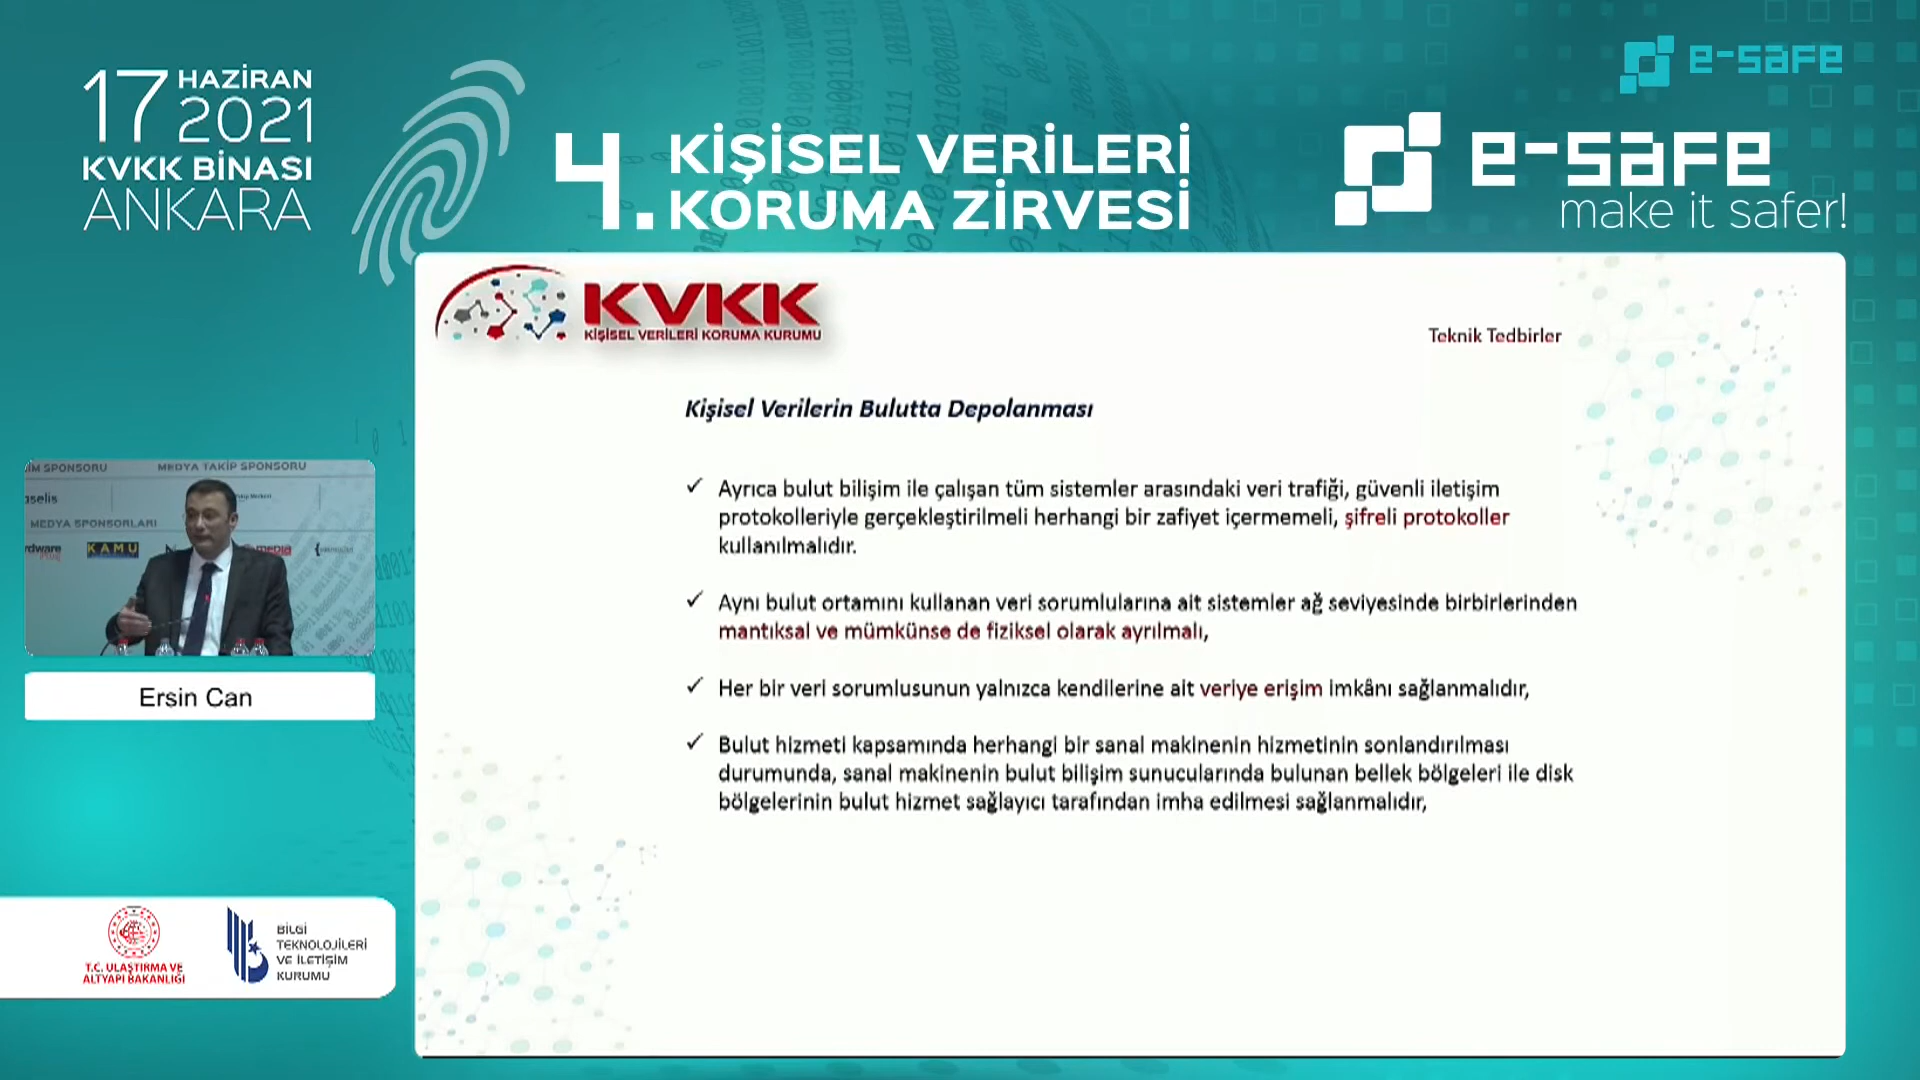 17 HAZİRAN
2021
KVKK BİNASI
ANKARA
4. KİŞİSEL VERİLERİ
KORUMA ZİRVESİ
e-safe
e-safe
make it safer!
KVKK
KİŞİSEL VERİLERİ KORUMA KURUMU
Teknik Tedbirler
Kişisel Verilerin Bulutta Depolanması
✓ Ayrıca bulut bilişim ile çalışan tüm sistemler arasındaki veri trafiği, güvenli iletişim
protokolleriyle gerçekleştirilmeli herhangi bir zafiyet içermemeli, şifreli protokoller
kullanılmalıdır.
✓ Aynı bulut ortamını kullanan veri sorumlularına ait sistemler ağ seviyesinde birbirlerinden
mantıksal ve mümkünse de fiziksel olarak ayrılmalı,
✓ Her bir veri sorumlusunun yalnızca kendilerine ait veriye erişim imkânı sağlanmalıdır,
✓ Bulut hizmeti kapsamında herhangi bir sanal makinenin hizmetinin sonlandırılması
durumunda, sanal makinenin bulut bilişim sunucularında bulunan bellek bölgeleri ile disk
bölgelerinin bulut hizmet sağlayıcı tarafından imha edilmesi sağlanmalıdır,
SPONSORU
MEDYA TAKİP SPONSORU
MEDYA SPONSORLARI
KAMU
Ersin Can
T.C. ULAŞTIRMA VE
ALTYAPI BAKANLIĞI
BİLGİ
TEKNOLOJİLERİ
VE İLETİŞİM
KURUMU